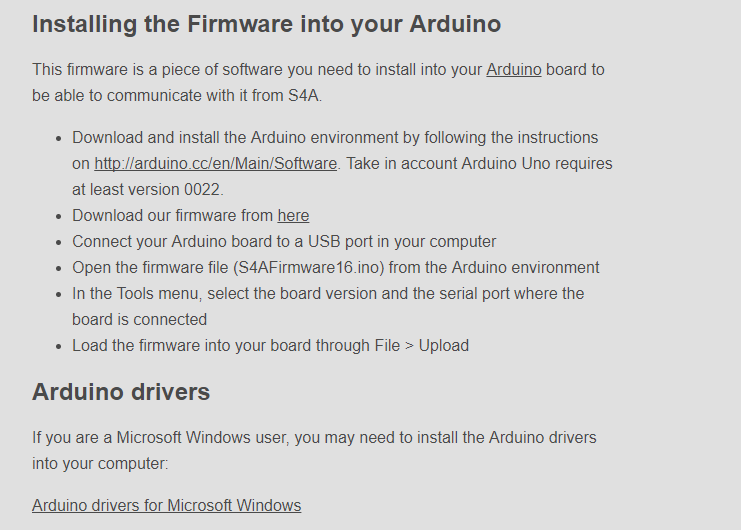 Installing the Firmware into your Arduino
This firmware is a piece of software you need to install into your Arduino board to
be able to communicate with it from S4A.
• Download and install the Arduino environment by following the instructions
on http://arduino.cc/en/Main/Software. Take in account Arduino Uno requires
at least version 0022.
• Download our firmware from here
• Connect your Arduino board to a USB port in your computer
• Open the firmware file (S4AFirmware16.ino) from the Arduino environment
• In the Tools menu, select the board version and the serial port where the
board is connected
• Load the firmware into your board through File > Upload
Arduino drivers
If you are a Microsoft Windows user, you may need to install the Arduino drivers
into your computer:
Arduino drivers for Microsoft Windows